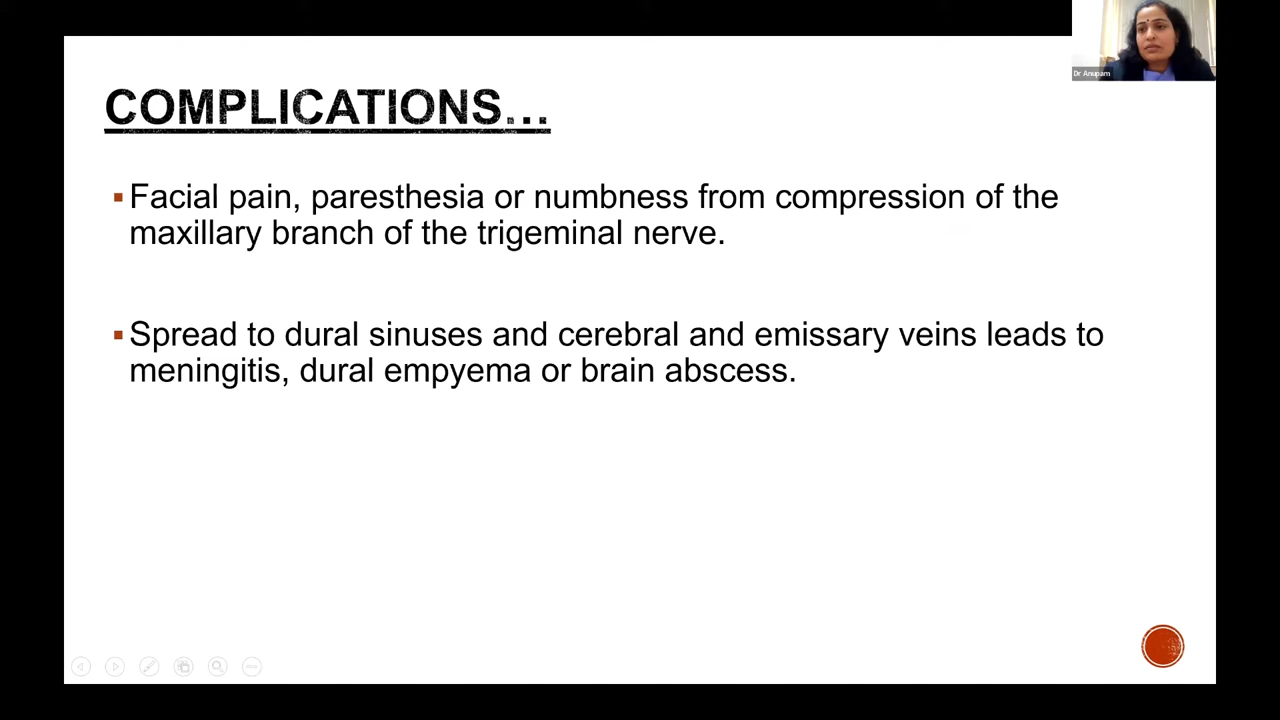 Dr Anupam
COMPLICATIONS...
Facial pain, paresthesia or numbness from compression of the
maxillary branch of the trigeminal nerve.
Spread to dural sinuses and cerebral and emissary veins leads to
meningitis, dural empyema or brain abscess.